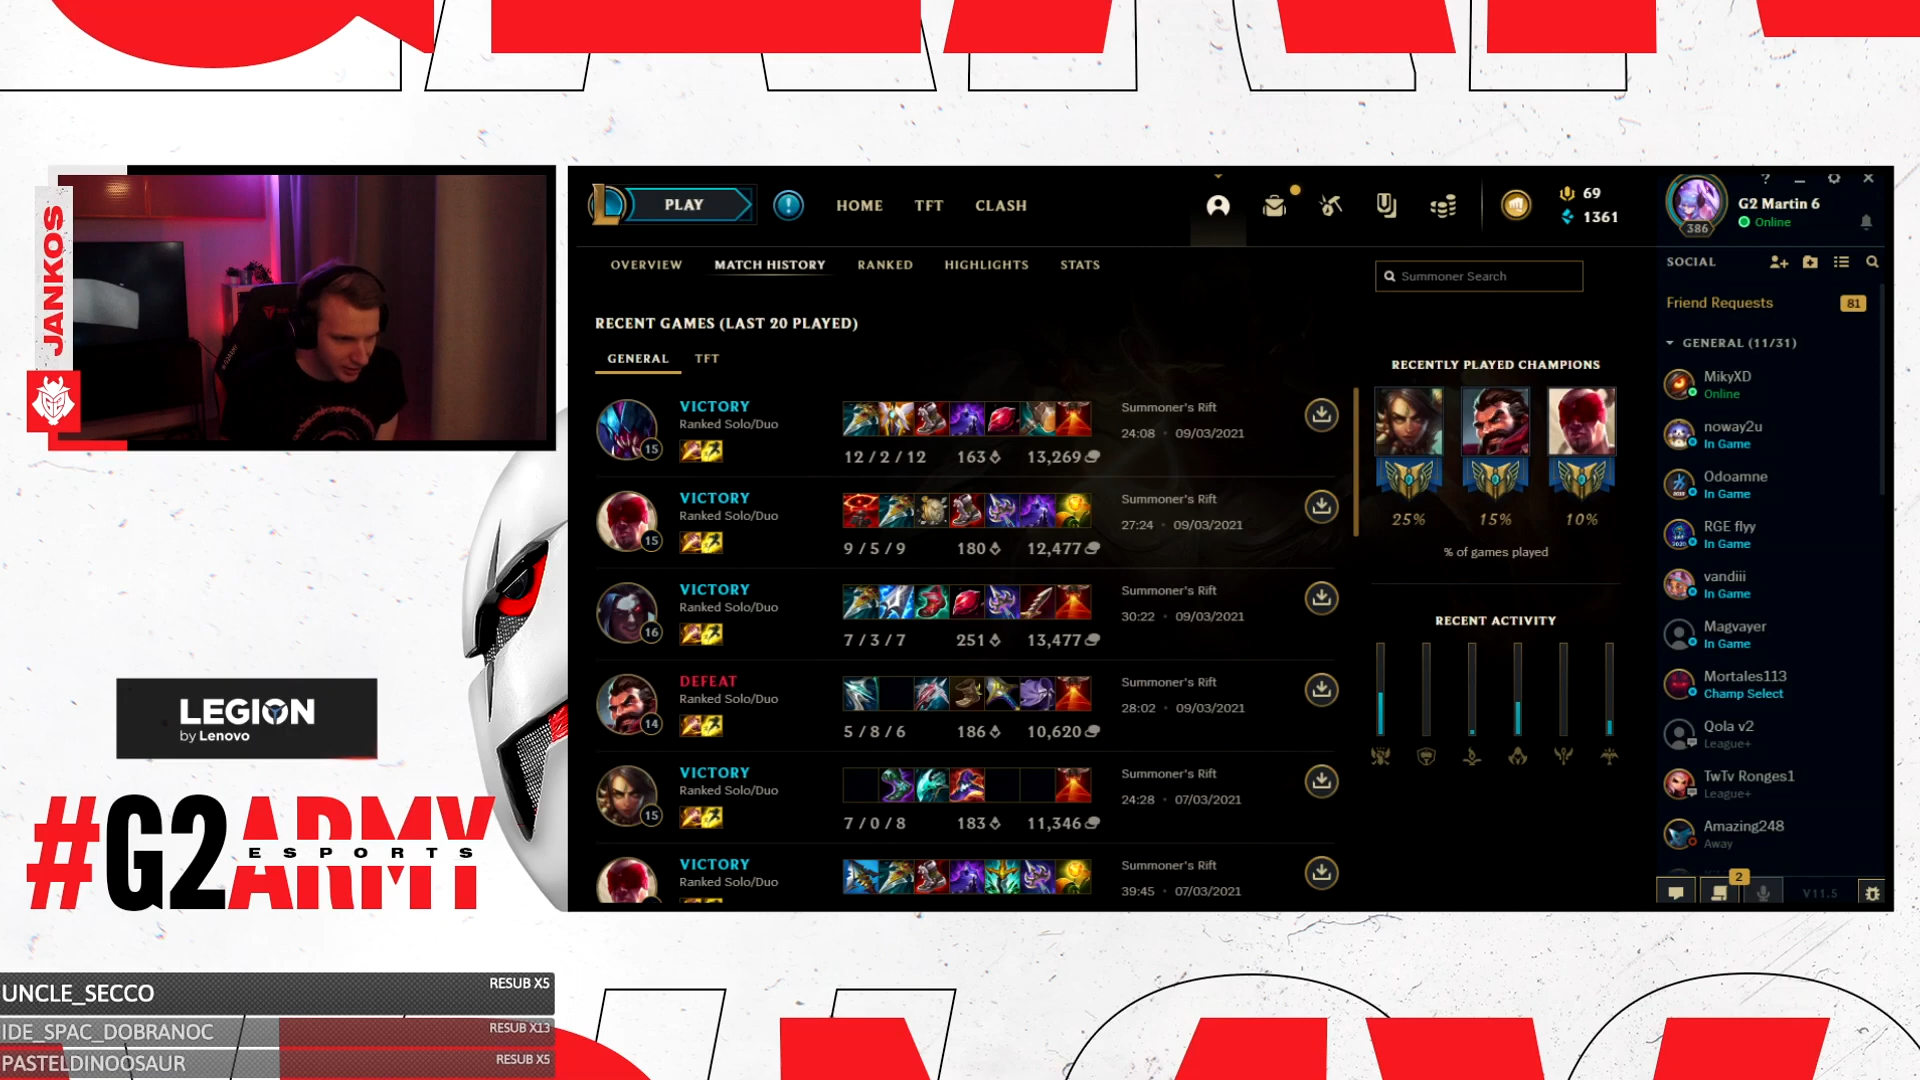 JANKOS
LEGION
by Lenovo
#G2ARMY
ESPORTS
UNCLE_SECCO
RESUB X5
IDE_SPAC_DOBRANOC
RESUB X13
PASTELDINOOSAUR
RESUB X5
PLAY
HOME
TFT
CLASH
69
1361
386
G2 Martin 6
Online
OVERVIEW
MATCH HISTORY
RANKED
HIGHLIGHTS
STATS
Summoner Search
RECENT GAMES (LAST 20 PLAYED)
GENERAL
TFT
15
VICTORY
Ranked Solo/Duo
12 / 2 / 12
163
13,269
Summoner's Rift
24:08 • 09/03/2021
15
VICTORY
Ranked Solo/Duo
9 / 5 / 9
180
12,477
Summoner's Rift
27:24 • 09/03/2021
16
VICTORY
Ranked Solo/Duo
7 / 3 / 7
251
13,477
Summoner's Rift
30:22 • 09/03/2021
14
DEFEAT
Ranked Solo/Duo
5 / 8 / 6
186
10,620
Summoner's Rift
28:02 • 09/03/2021
15
VICTORY
Ranked Solo/Duo
7 / 0 / 8
183
11,346
Summoner's Rift
24:28 • 07/03/2021
VICTORY
Ranked Solo/Duo
Summoner's Rift
39:45 • 07/03/2021
RECENTLY PLAYED CHAMPIONS
25%
15%
10%
% of games played
RECENT ACTIVITY
SOCIAL
Friend Requests
81
GENERAL (11/31)
MikyXD
Online
noway2u
In Game
Odoamne
In Game
RGE flyy
In Game
vandiii
In Game
Magvayer
In Game
Mortales113
Champ Select
Qola v2
League+
TwTv Ronges1
League+
Amazing248
Away
2
V11.5